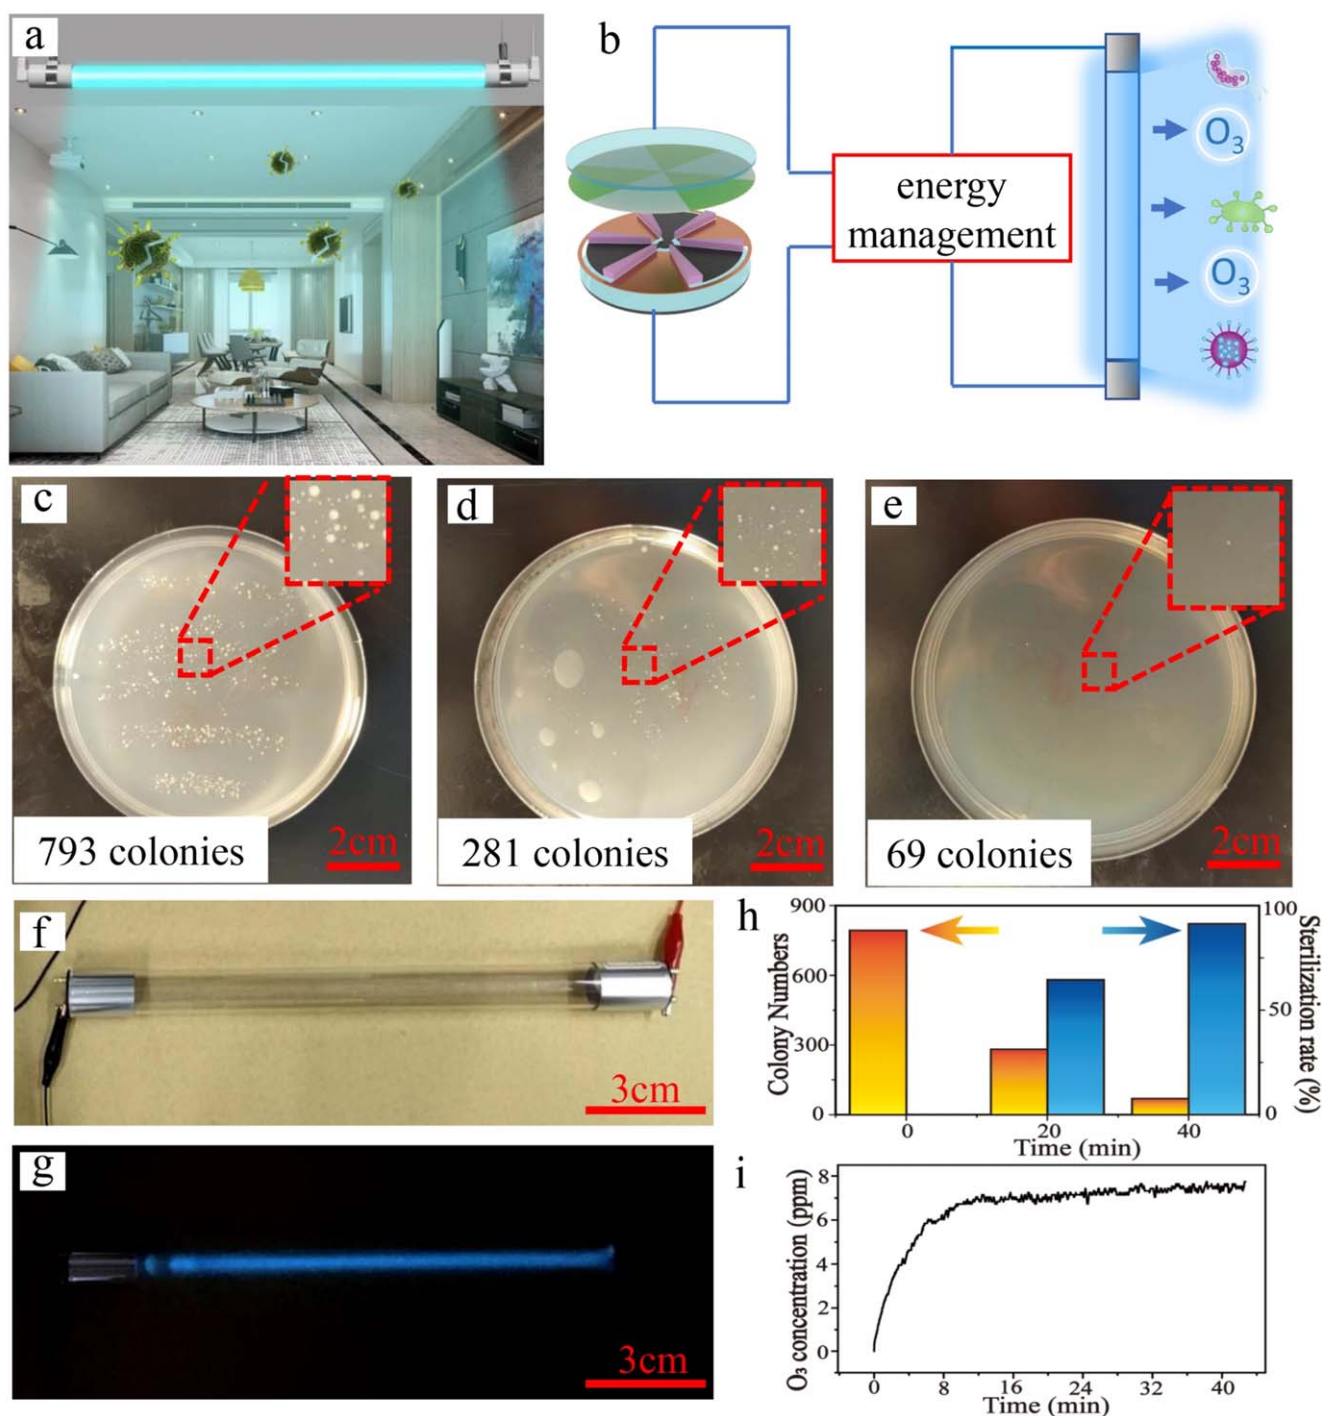 a
b
energy
management
O3
O3
c
793 colonies
2cm
d
281 colonies
2cm
e
69 colonies
2cm
f
3cm
g
3cm
h
Colony Numbers
900
600
300
0
100
50
0
Sterilization rate (%)
0 20 40
Time (min)
i
O3 concentration (ppm)
8
6
4
2
0
0 8 16 24 32 40
Time (min)